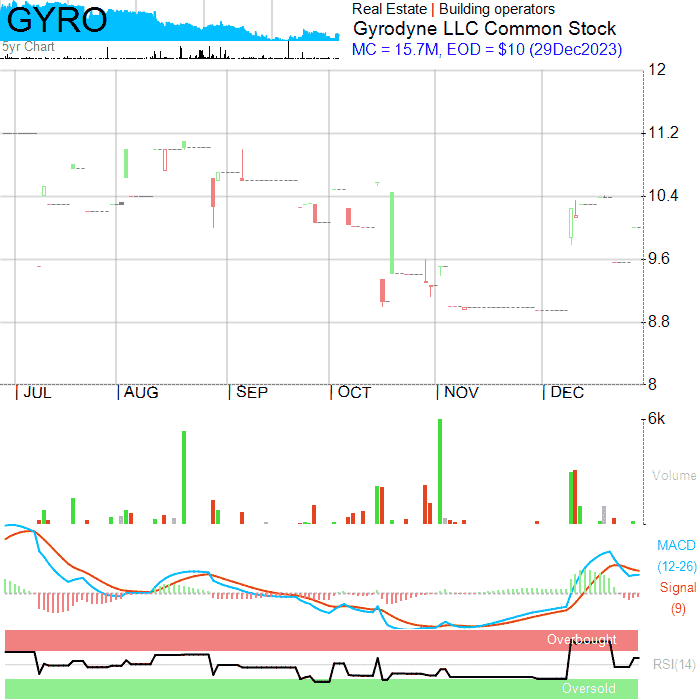 GYRO
5yr Chart
Real Estate | Building operators
Gyrodyne LLC Common Stock
MC = 15.7M, EOD = $10 (29Dec2023)
12
11.2
10.4
9.6
8.8
8
JUL AUG SEP OCT NOV DEC
6k
Volume
MACD
(12-26)
Signal
(9)
Overbought
RSI(14)
Oversold